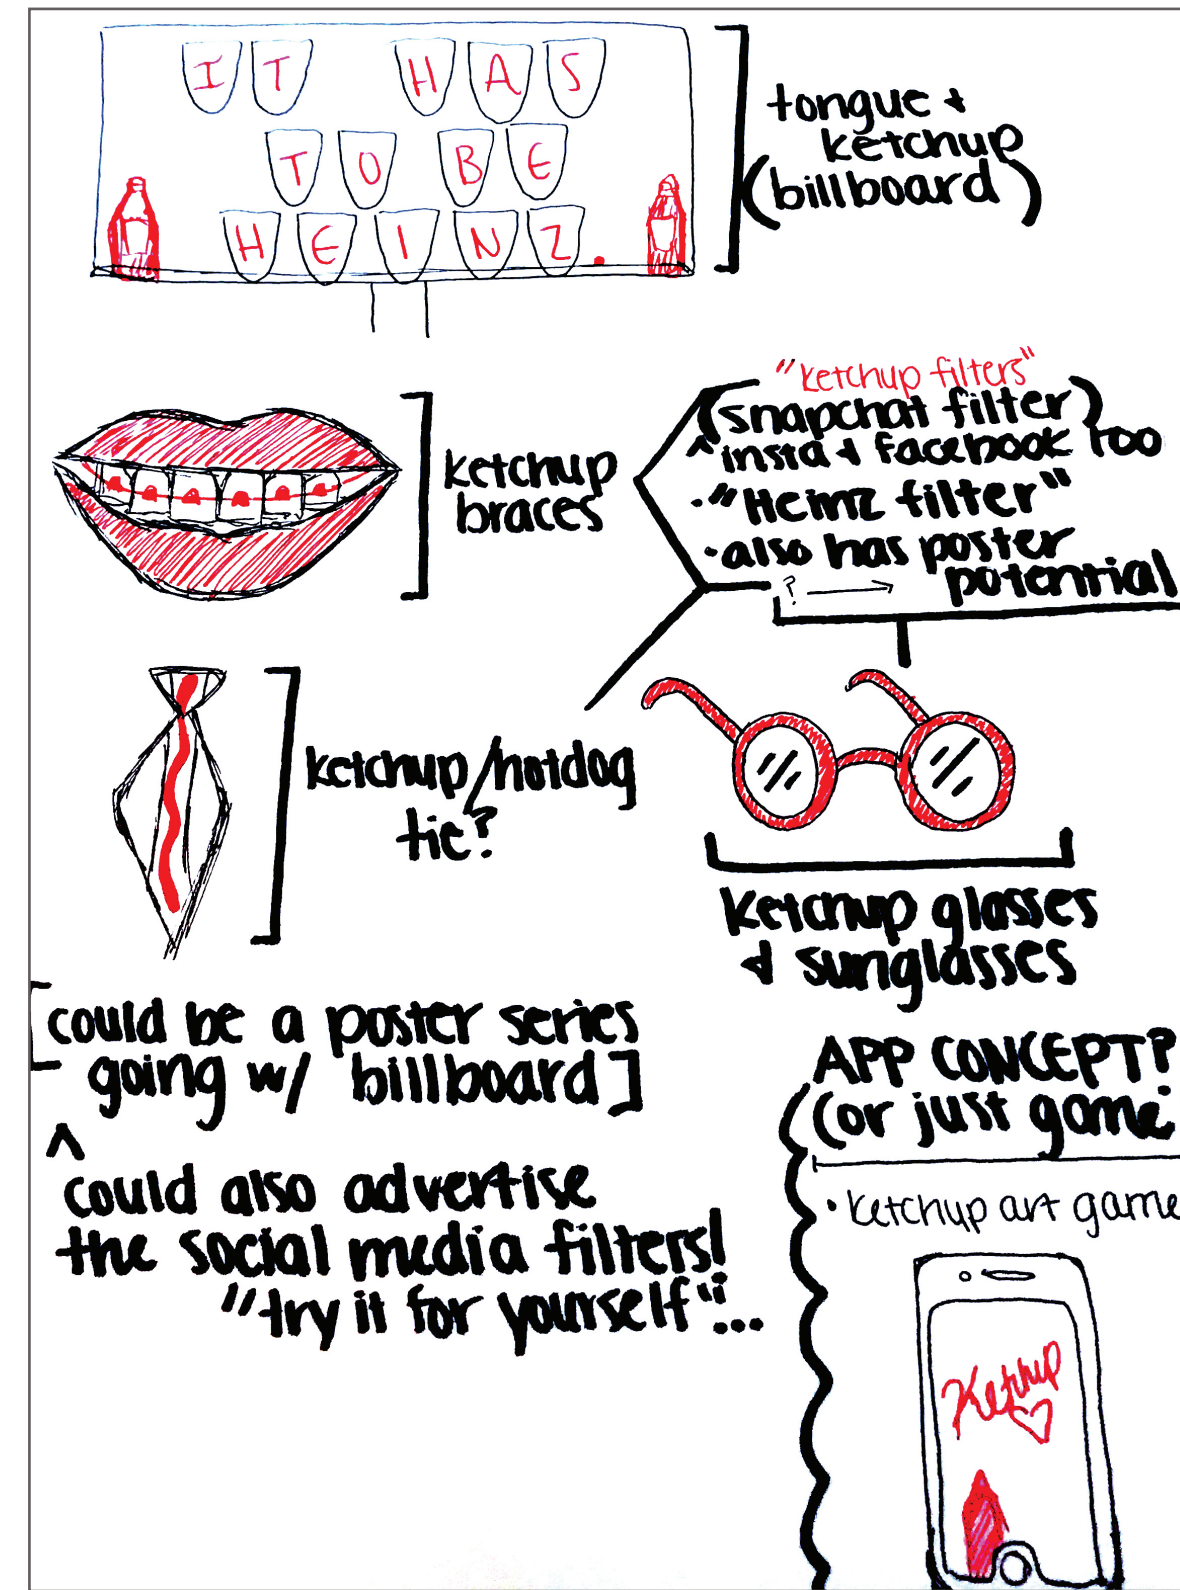 IT HAS
TO BE
HEINZ.
tongue +
ketchup
(billboard)
ketchup
braces
"ketchup filters"
(snapchat filter)
^ insta + facebook too
• "Heinz filter"
• also has poster
? → potential
ketchup/hotdog
tie?
ketchup glasses
+ sunglasses
[could be a poster series
going w/ billboard]
^
could also advertise
the social media filters!
"try it for yourself"...
APP CONCEPT?
(or just game
• ketchup art game
Ketchup